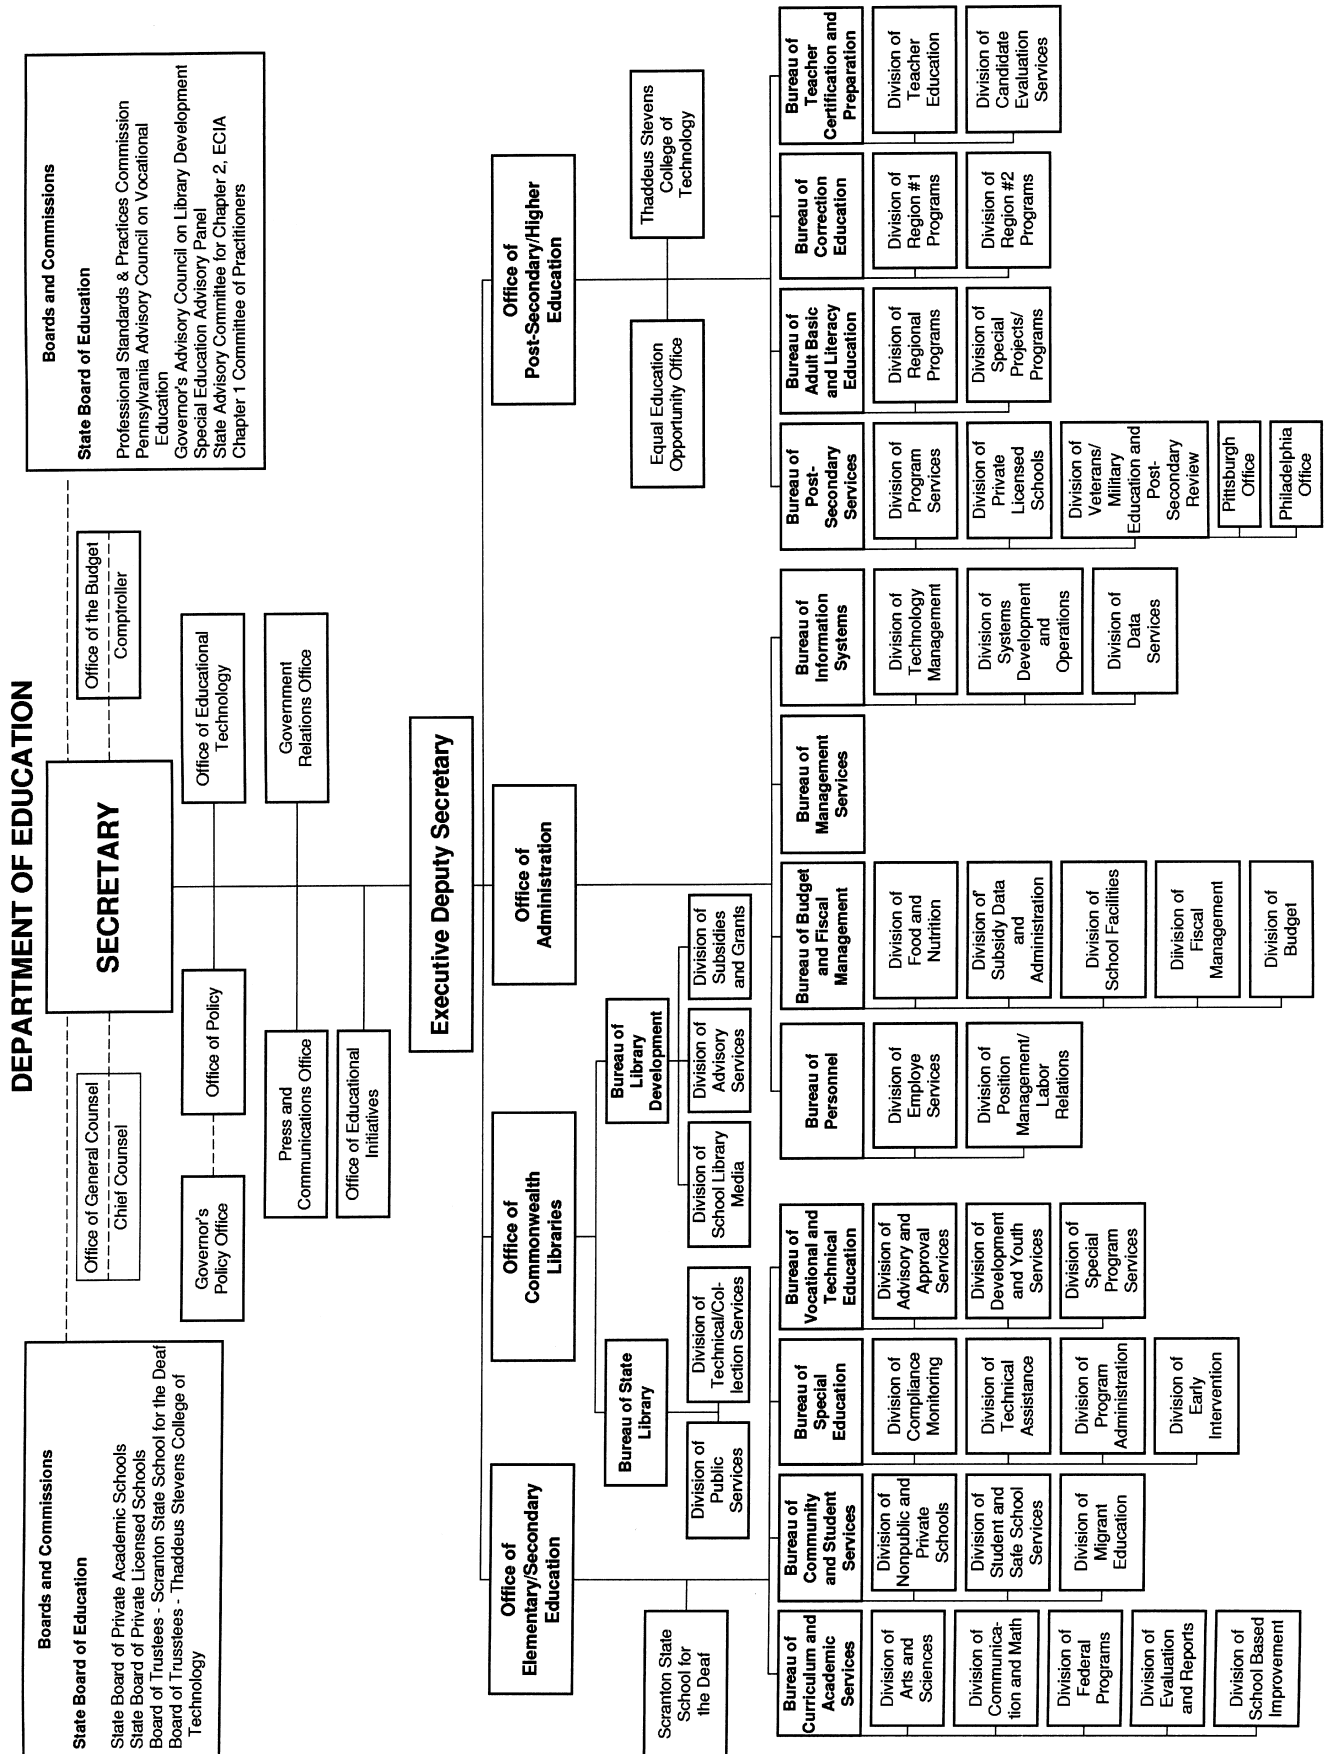 DEPARTMENT OF EDUCATION
Boards and Commissions
State Board of Education
State Board of Private Academic Schools
State Board of Private Licensed Schools
Board of Trustees - Scranton State School for the Deaf
Board of Trusstees - Thaddeus Stevens College of
Technology
Office of General Counsel
Chief Counsel
SECRETARY
Office of the Budget
Comptroller
Boards and Commissions
State Board of Education
Professional Standards & Practices Commission
Pennsylvania Advisory Council on Vocational
Education
Governor's Advisory Council on Library Development
Special Education Advisory Panel
State Advisory Committee for Chapter 2, ECIA
Chapter 1 Committee of Practitioners
Governor's
Policy Office
Office of Policy
Office of Educational
Technology
Press and
Communications Office
Government
Relations Office
Office of Educational
Initiatives
Executive Deputy Secretary
Office of
Elementary/Secondary
Education
Office of
Commonwealth
Libraries
Office of
Administration
Office of
Post-Secondary/Higher
Education
Scranton State
School for
the Deaf
Bureau of State
Library
Division of
Public
Services
Division of
Technical/Col-
lection Services
Bureau of
Library
Development
Division of
School Library
Media
Division of
Advisory
Services
Division of
Subsidies
and Grants
Equal Education
Opportunity Office
Thaddeus Stevens
College of
Technology
Bureau of
Curriculum and
Academic
Services
Division of
Arts and
Sciences
Division of
Communica-
tion and Math
Division of
Federal
Programs
Division of
Evaluation
and Reports
Division of
School Based
Improvement
Bureau of
Community
and Student
Services
Division of
Nonpublic and
Private
Schools
Division of
Student and
Safe School
Services
Division of
Migrant
Education
Bureau of
Special
Education
Division of
Compliance
Monitoring
Division of
Technical
Assistance
Division of
Program
Administration
Division of
Early
Intervention
Bureau of
Vocational and
Technical
Education
Division of
Advisory and
Approval
Services
Division of
Development
and Youth
Services
Division of
Special
Program
Services
Bureau of
Personnel
Division of
Employe
Services
Division of
Position
Management/
Labor
Relations
Bureau of Budget
and Fiscal
Management
Division of
Food and
Nutrition
Division of
Subsidy Data
and
Administration
Division of
School Facilities
Diivision of
Fiscal
Management
Division of
Budget
Bureau of
Management
Services
Bureau of
Information
Systems
Division of
Technology
Management
Division of
Systems
Development
and
Operations
Division of
Data
Services
Bureau of
Post-
Secondary
Services
Division of
Program
Services
Division of
Private
Licensed
Schools
Division of
Veterans/
Military
Education and
Post-
Secondary
Review
Pittsburgh
Office
Philadelphia
Office
Bureau of
Adult Basic
and Literacy
Education
Division of
Regional
Programs
Division of
Special
Projects/
Programs
Bureau of
Correction
Education
Division of
Region #1
Programs
Division of
Region #2
Programs
Bureau of
Teacher
Certification and
Preparation
Division of
Teacher
Education
Division of
Candidate
Evaluation
Services